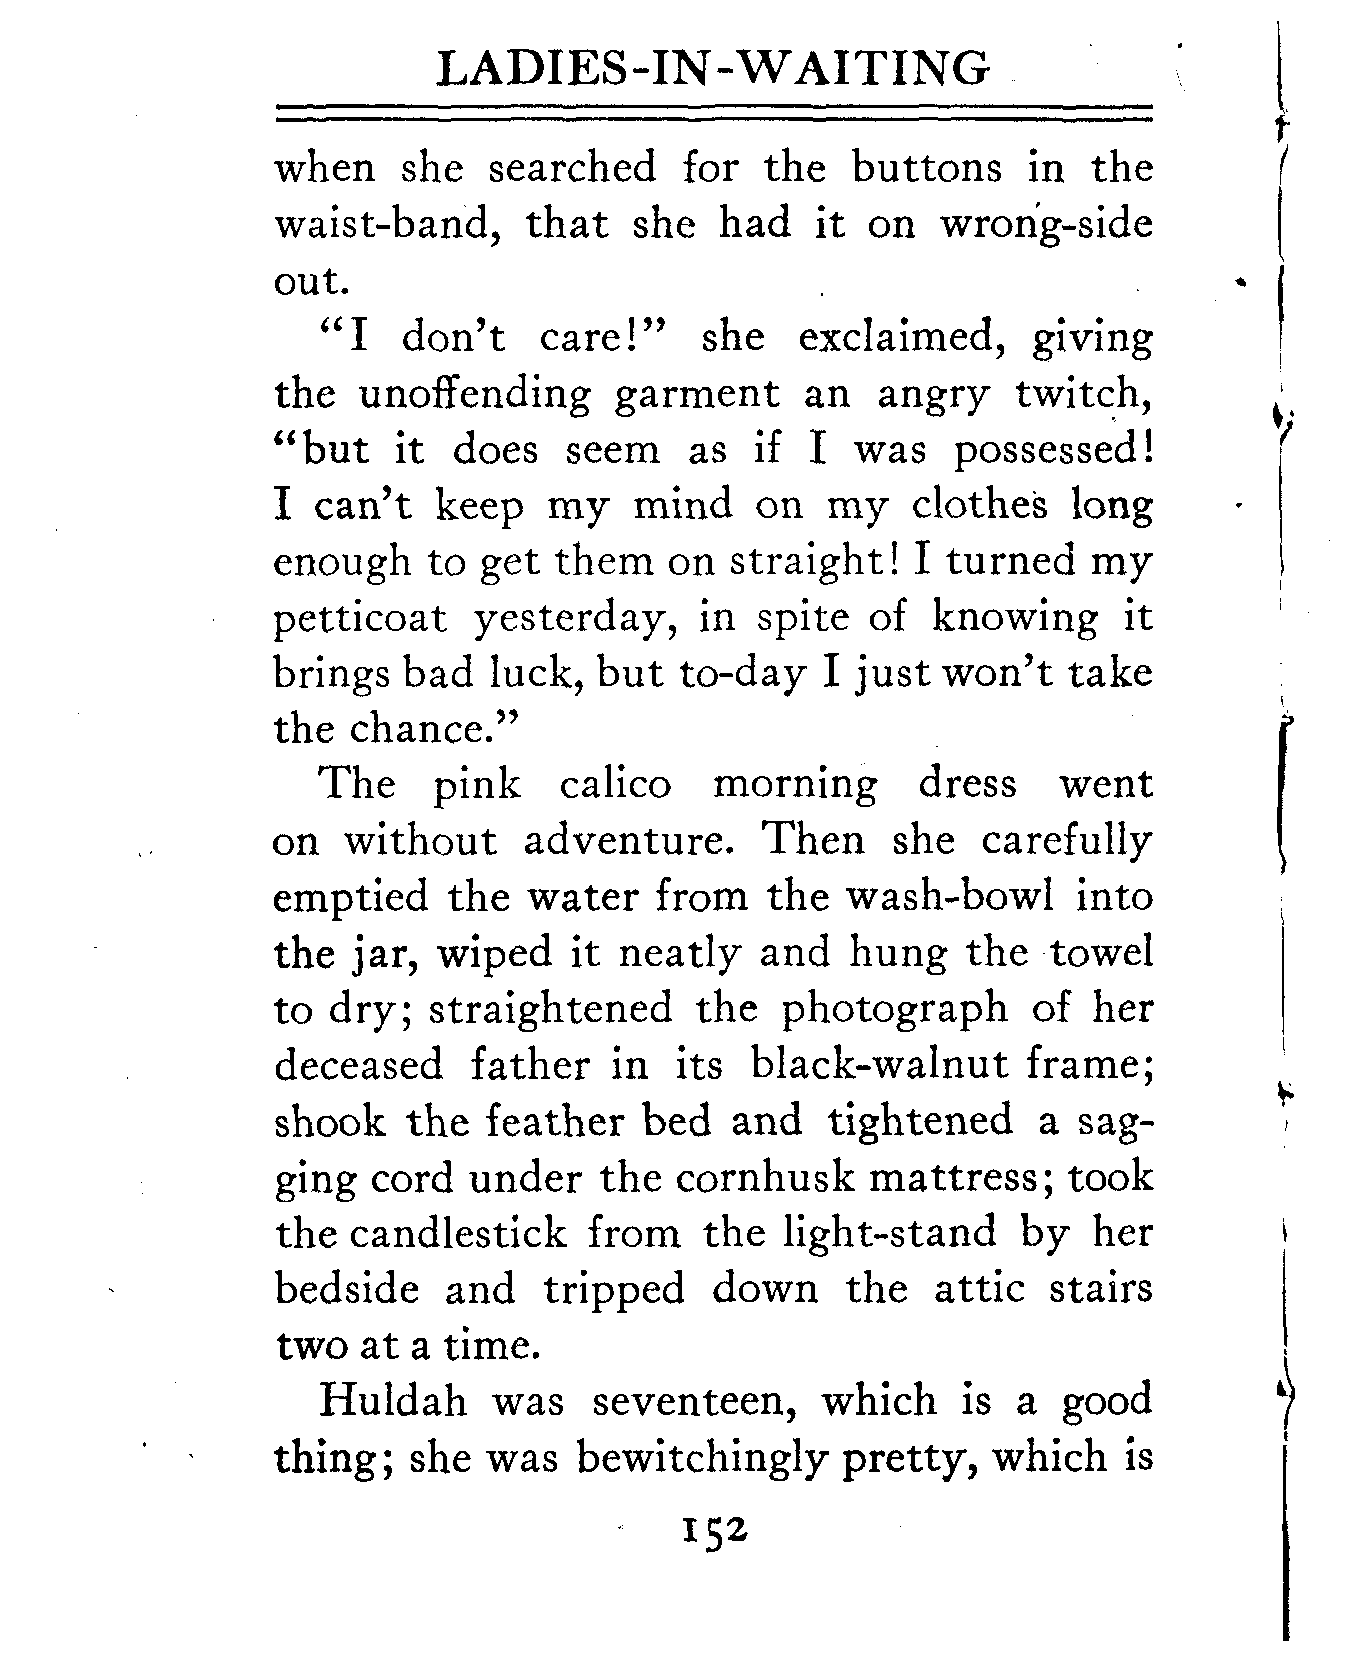 LADIES-IN-WAITING
when she searched for the buttons in the
waist-band, that she had it on wrong-side
out.
“I don’t care!” she exclaimed, giving
the unoffending garment an angry twitch,
“but it does seem as if I was possessed!
I can’t keep my mind on my clothes long
enough to get them on straight! I turned my
petticoat yesterday, in spite of knowing it
brings bad luck, but to-day I just won’t take
the chance.”
The pink calico morning dress went
on without adventure. Then she carefully
emptied the water from the wash-bowl into
the jar, wiped it neatly and hung the towel
to dry; straightened the photograph of her
deceased father in its black-walnut frame;
shook the feather bed and tightened a sag-
ging cord under the cornhusk mattress; took
the candlestick from the light-stand by her
bedside and tripped down the attic stairs
two at a time.
Huldah was seventeen, which is a good
thing; she was bewitchingly pretty, which is
152